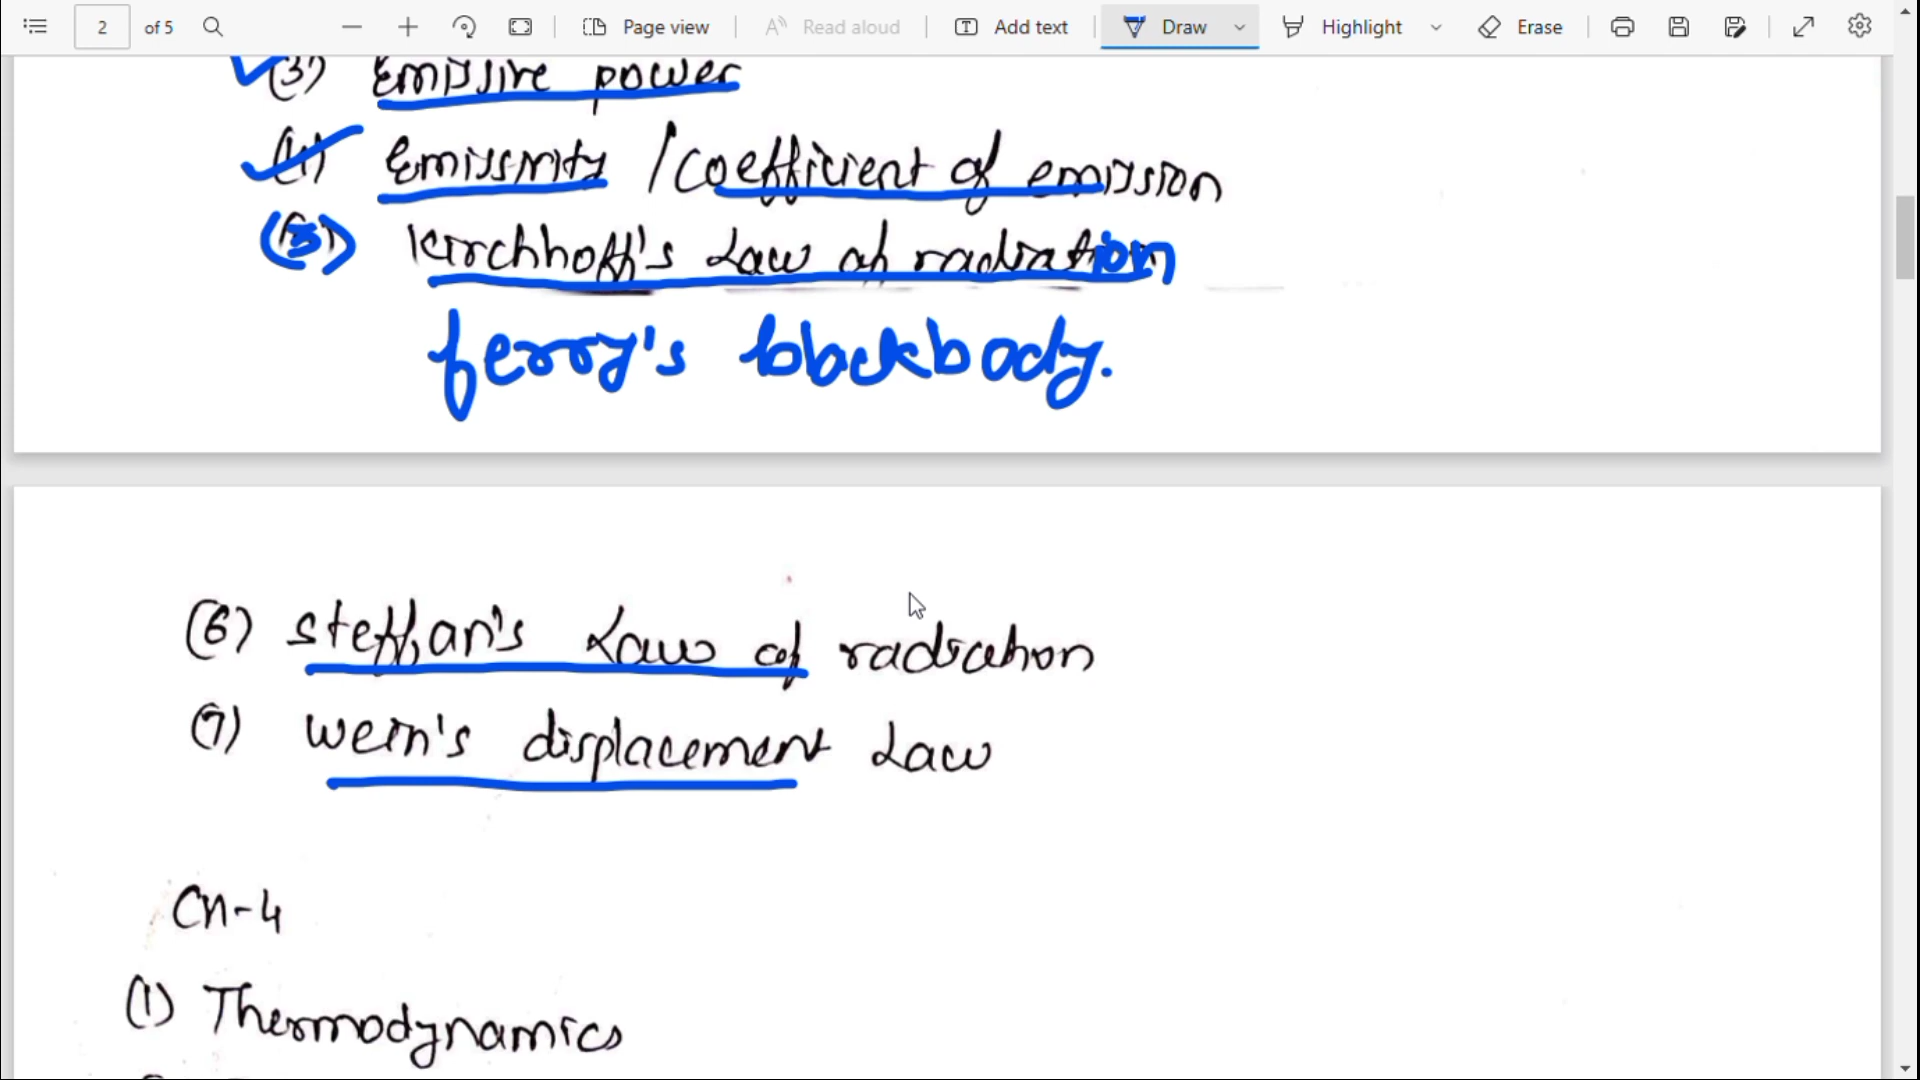 2 of 5 Page view Read aloud Add text Draw Highlight Erase
(3) Emissive power
(4) Emissivity / Coefficient of emission
(5) Kirchhoff's Law of radiation
ferry's blackbody.
(6) steffan's Law of radiation
(7) wein's displacement Law
Ch-4
(1) Thermodynamics